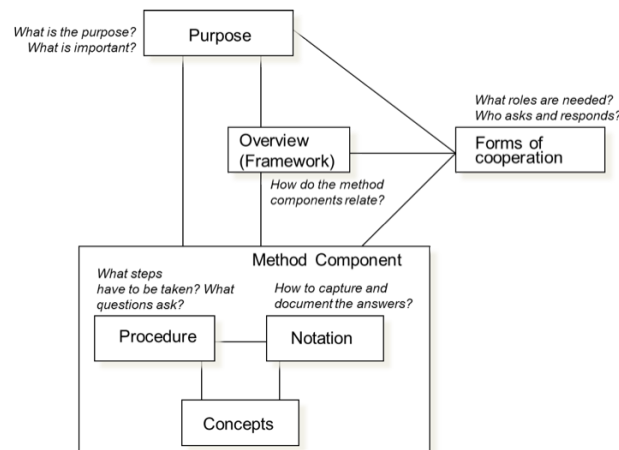 What is the purpose?
What is important?
Purpose
What roles are needed?
Who asks and responds?
Overview
(Framework)
Forms of
cooperation
How do the method
components relate?
Method Component
What steps
have to be taken? What
questions ask?
How to capture and
document the answers?
Procedure
Notation
Concepts